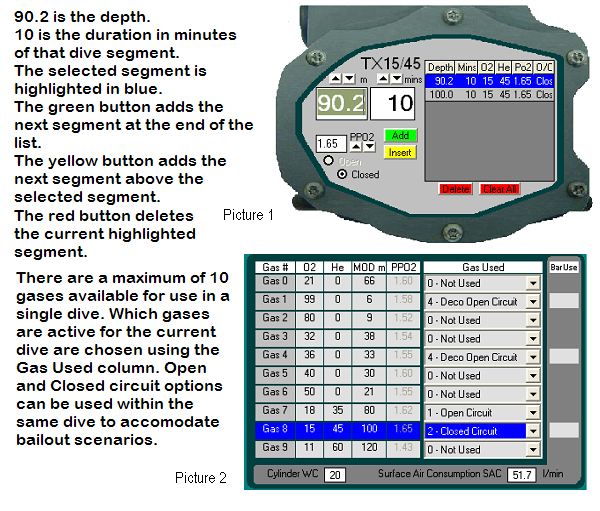 90.2 is the depth.
10 is the duration in minutes
of that dive segment.
The selected segment is
highlighted in blue.
The green button adds the
next segment at the end of the
list.
The yellow button adds the
next segment above the
selected segment.
The red button deletes
the current highlighted
segment.
Picture 1
TX15/45
m mins
90.2 10
1.65 PPO2
Open
Closed
Add
Insert
Depth Mins O2 He Po2 O/C
90.2 10 15 45 1.65 Clos
100.0 10 15 45 1.65 Clos
Delete Clear All
There are a maximum of 10
gases available for use in a
single dive. Which gases
are active for the current
dive are chosen using the
Gas Used column. Open
and Closed circuit options
can be used within the
same dive to accomodate
bailout scenarios.
Picture 2
Gas # O2 He MOD m PPO2 Gas Used Bar Use
Gas 0 21 0 66 1.60 0 - Not Used
Gas 1 99 0 6 1.58 4 - Deco Open Circuit
Gas 2 80 0 9 1.52 0 - Not Used
Gas 3 32 0 38 1.54 0 - Not Used
Gas 4 36 0 33 1.55 4 - Deco Open Circuit
Gas 5 40 0 30 1.60 0 - Not Used
Gas 6 50 0 21 1.55 0 - Not Used
Gas 7 18 35 80 1.62 1 - Open Circuit
Gas 8 15 45 100 1.65 2 - Closed Circuit
Gas 9 11 60 120 1.43 0 - Not Used
Cylinder WC 20 Surface Air Consumption SAC 51.7 l/min